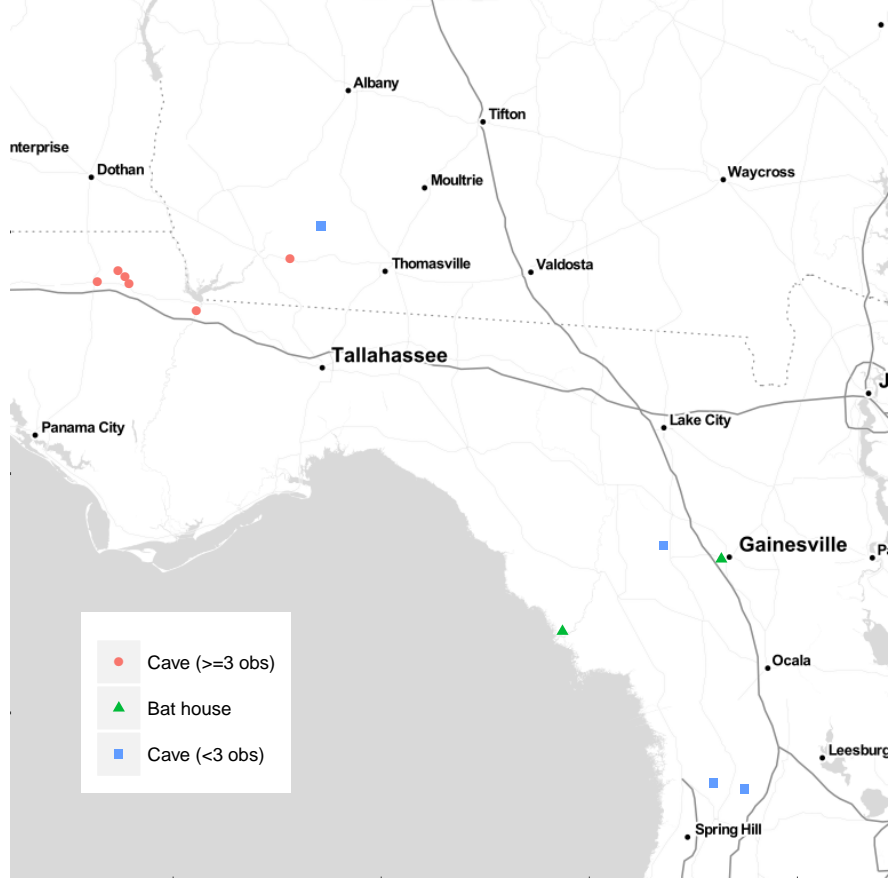 Albany
Tifton
nterprise
Dothan
Waycross
Moultrie
Thomasville
Valdosta
Tallahassee
J
Panama City
Lake City
Gainesville
P
Ocala
Cave (>=3 obs)
Bat house
Cave (<3 obs)
Leesburg
Spring Hill